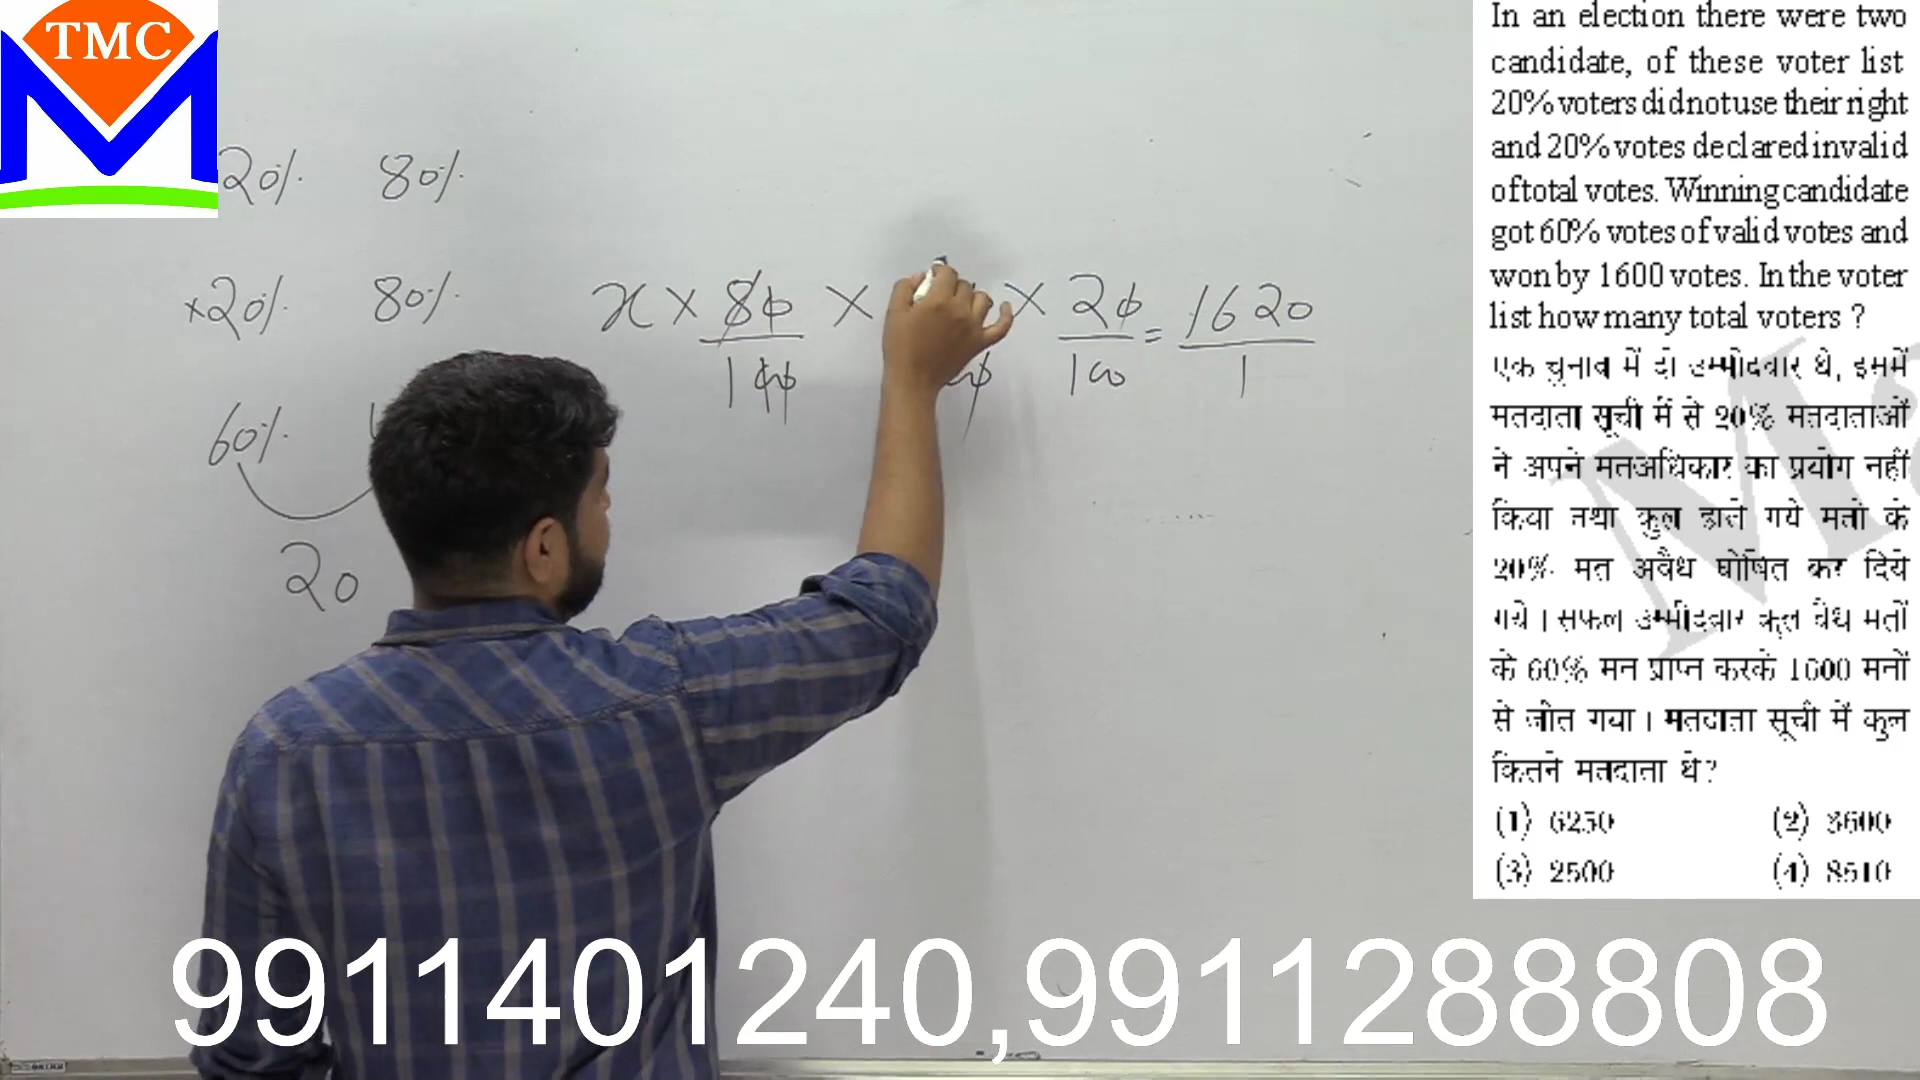 TMC
20% 80%
×20% 80%
60%
20
x × 80/100 × × 20/100 = 1620/1
In an election there were two
candidate, of these voter list
20% voters did not use their right
and 20% votes declared invalid
of total votes. Winning candidate
got 60% votes of valid votes and
won by 1600 votes. In the voter
list how many total voters ?
एक चुनाव में दो उम्मीदवार थे, इसमें
मतदाता सूची में से 20% मतदाताओं
ने अपने मतअधिकार का प्रयोग नहीं
किया तथा कुल डाले गये मतों के
20% मत अवैध घोषित कर दिये
गये। सफल उम्मीदवार कुल वैध मतों
के 60% मत प्राप्त करके 1600 मतों
से जीत गया। मतदाता सूची में कुल
कितने मतदाता थे?
(1) 6250 (2) 3600
(3) 2500 (4)
9911401240,9911288808